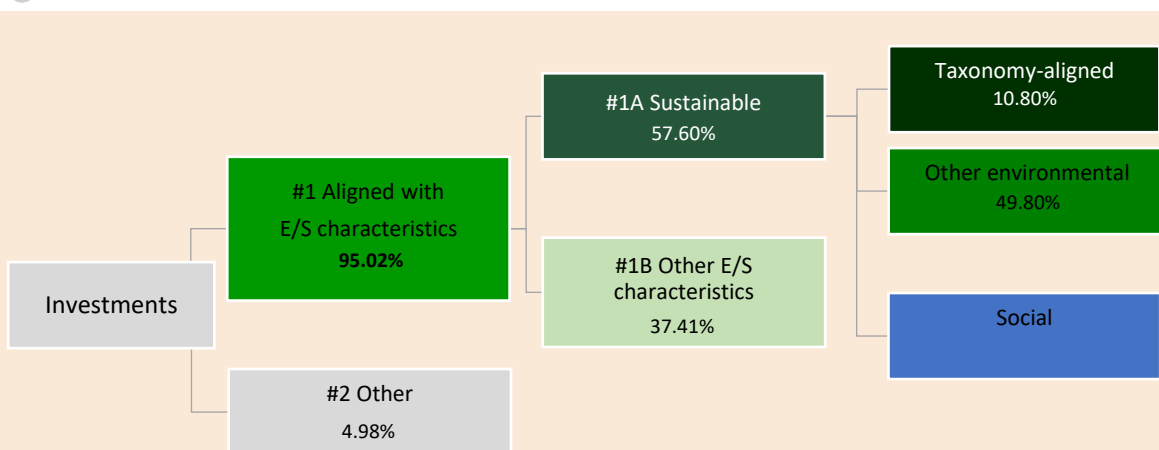 Investments
#1 Aligned with
E/S characteristics
95.02%
#2 Other
4.98%
#1A Sustainable
57.60%
#1B Other E/S
characteristics
37.41%
Taxonomy-aligned
10.80%
Other environmental
49.80%
Social